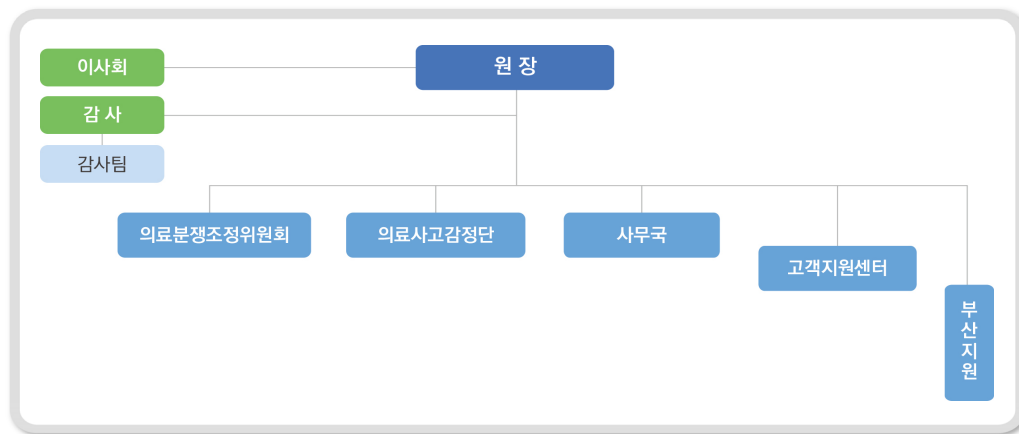 이사회
원 장
감 사
감사팀
의료분쟁조정위원회
의료사고감정단
사무국
고객지원센터
부산지원